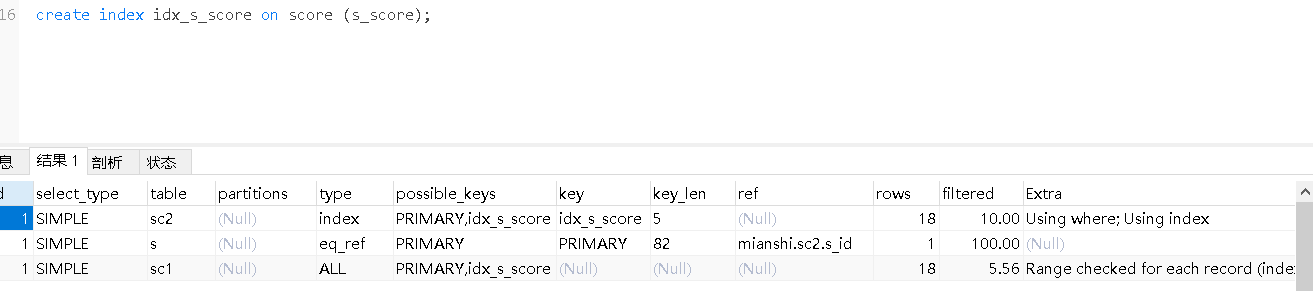 16 create index idx_s_score on score (s_score);
息 结果 1 剖析 状态
d select_type table partitions type possible_keys key key_len ref rows filtered Extra
1 SIMPLE sc2 (Null) index PRIMARY,idx_s_score idx_s_score 5 (Null) 18 10.00 Using where; Using index
1 SIMPLE s (Null) eq_ref PRIMARY PRIMARY 82 mianshi.sc2.s_id 1 100.00 (Null)
1 SIMPLE sc1 (Null) ALL PRIMARY,idx_s_score (Null) (Null) (Null) 18 5.56 Range checked for each record (inde